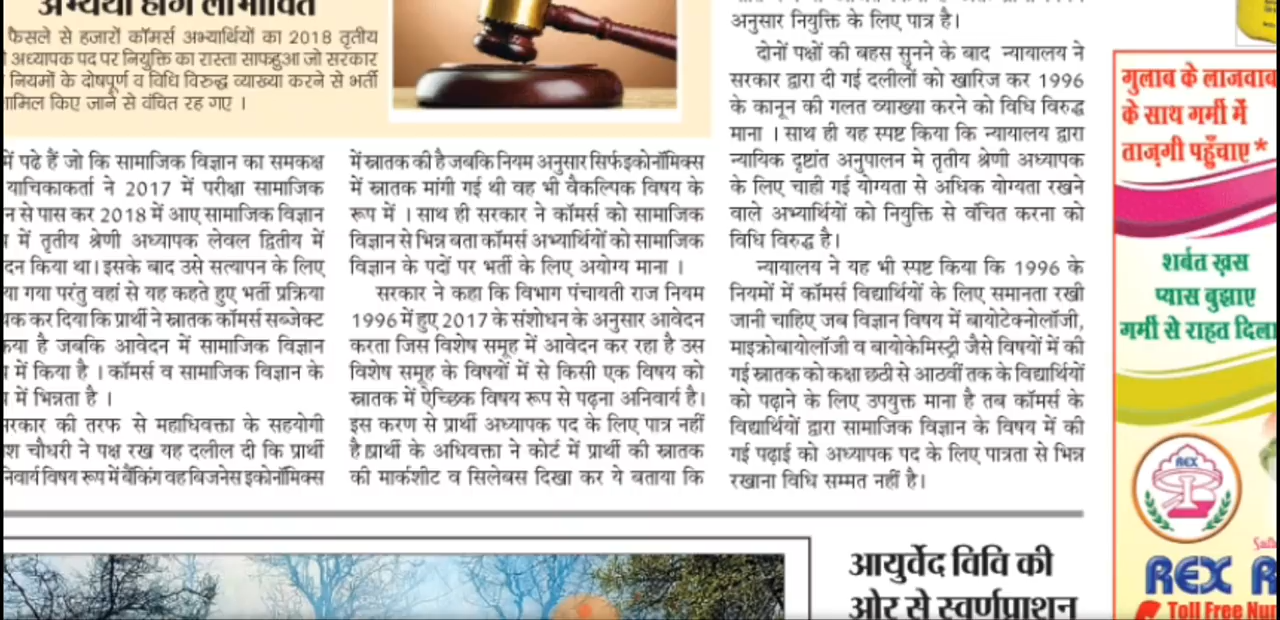 अभ्यर्थी होंगे लाभान्वित
फैसले से हजारों कॉमर्स अभ्यार्थियों का 2018 तृतीय
अध्यापक पद पर नियुक्ति का रास्ता साफहुआ जो सरकार
नियमों के दोषपूर्ण व विधि विरुद्ध व्याख्या करने से भर्ती
किए जाने से वंचित रह गए ।
में पढे हैं जो कि सामाजिक विज्ञान का समकक्ष
याचिकाकर्ता ने 2017 में परीक्षा सामाजिक
न से पास कर 2018 में आए सामाजिक विज्ञान
में तृतीय श्रेणी अध्यापक लेवल द्वितीय में
दन किया था। इसके बाद उसे सत्यापन के लिए
या गया परंतु वहां से यह कहते हुए भर्ती प्रक्रिया
कर दिया कि प्रार्थी ने स्नातक कॉमर्स सब्जेक्ट
है जबकि आवेदन में सामाजिक विज्ञान
में किया है । कॉमर्स व सामाजिक विज्ञान के
में भिन्नता है ।
रकार की तरफ से महाधिवक्ता के सहयोगी
श चौधरी ने पक्ष रख यह दलील दी कि प्रार्थी
निवार्य विषय रूप में बैंकिंग वह बिजनेस इकोनॉमिक्स
में स्नातक की है जबकि नियम अनुसार सिर्फ इकोनॉमिक्स
में स्नातक मांगी गई थी वह भी वैकल्पिक विषय के
रूप में । साथ ही सरकार ने कॉमर्स को सामाजिक
विज्ञान से भिन्न बता कॉमर्स अभ्यार्थियों को सामाजिक
विज्ञान के पदों पर भर्ती के लिए अयोग्य माना ।
सरकार ने कहा कि विभाग पंचायती राज नियम
1996 में हुए 2017 के संशोधन के अनुसार आवेदन
करता जिस विशेष समूह में आवेदन कर रहा है उस
विशेष समूह के विषयों में से किसी एक विषय को
स्नातक में ऐच्छिक विषय रूप से पढ़ना अनिवार्य है।
इस करण से प्रार्थी अध्यापक पद के लिए पात्र नहीं
है प्रार्थी के अधिवक्ता ने कोर्ट में प्रार्थी की स्नातक
की मार्कशीट व सिलेबस दिखा कर ये बताया कि
अनुसार नियुक्ति के लिए पात्र है।
दोनों पक्षों की बहस सुनने के बाद न्यायालय ने
सरकार द्वारा दी गई दलीलों को खारिज कर 1996
के कानून की गलत व्याख्या करने को विधि विरुद्ध
माना । साथ ही यह स्पष्ट किया कि न्यायालय द्वारा
न्यायिक दृष्टांत अनुपालन मे तृतीय श्रेणी अध्यापक
के लिए चाही गई योग्यता से अधिक योग्यता रखने
वाले अभ्यार्थियों को नियुक्ति से वंचित करना को
विधि विरुद्ध है।
न्यायालय ने यह भी स्पष्ट किया कि 1996 के
नियमों में कॉमर्स विद्यार्थियों के लिए समानता रखी
जानी चाहिए जब विज्ञान विषय में बायोटेक्नोलॉजी,
माइक्रोबायोलॉजी व बायोकेमिस्ट्री जैसे विषयों में की
गई स्नातक को कक्षा छठी से आठवीं तक के विद्यार्थियों
को पढ़ाने के लिए उपयुक्त माना है तब कॉमर्स के
विद्यार्थियों द्वारा सामाजिक विज्ञान के विषय में की
गई पढ़ाई को अध्यापक पद के लिए पात्रता से भिन्न
रखाना विधि सम्मत नहीं है।
गुलाब के लाजवाब
के साथ गर्मी में
ताज़गी पहुँचाए *
शर्बत ख़स
प्यास बुझाए
गर्मी से राहत दिला
REX
REX R
Toll Free Num
आयुर्वेद विवि की
ओर से स्वर्णप्राशन